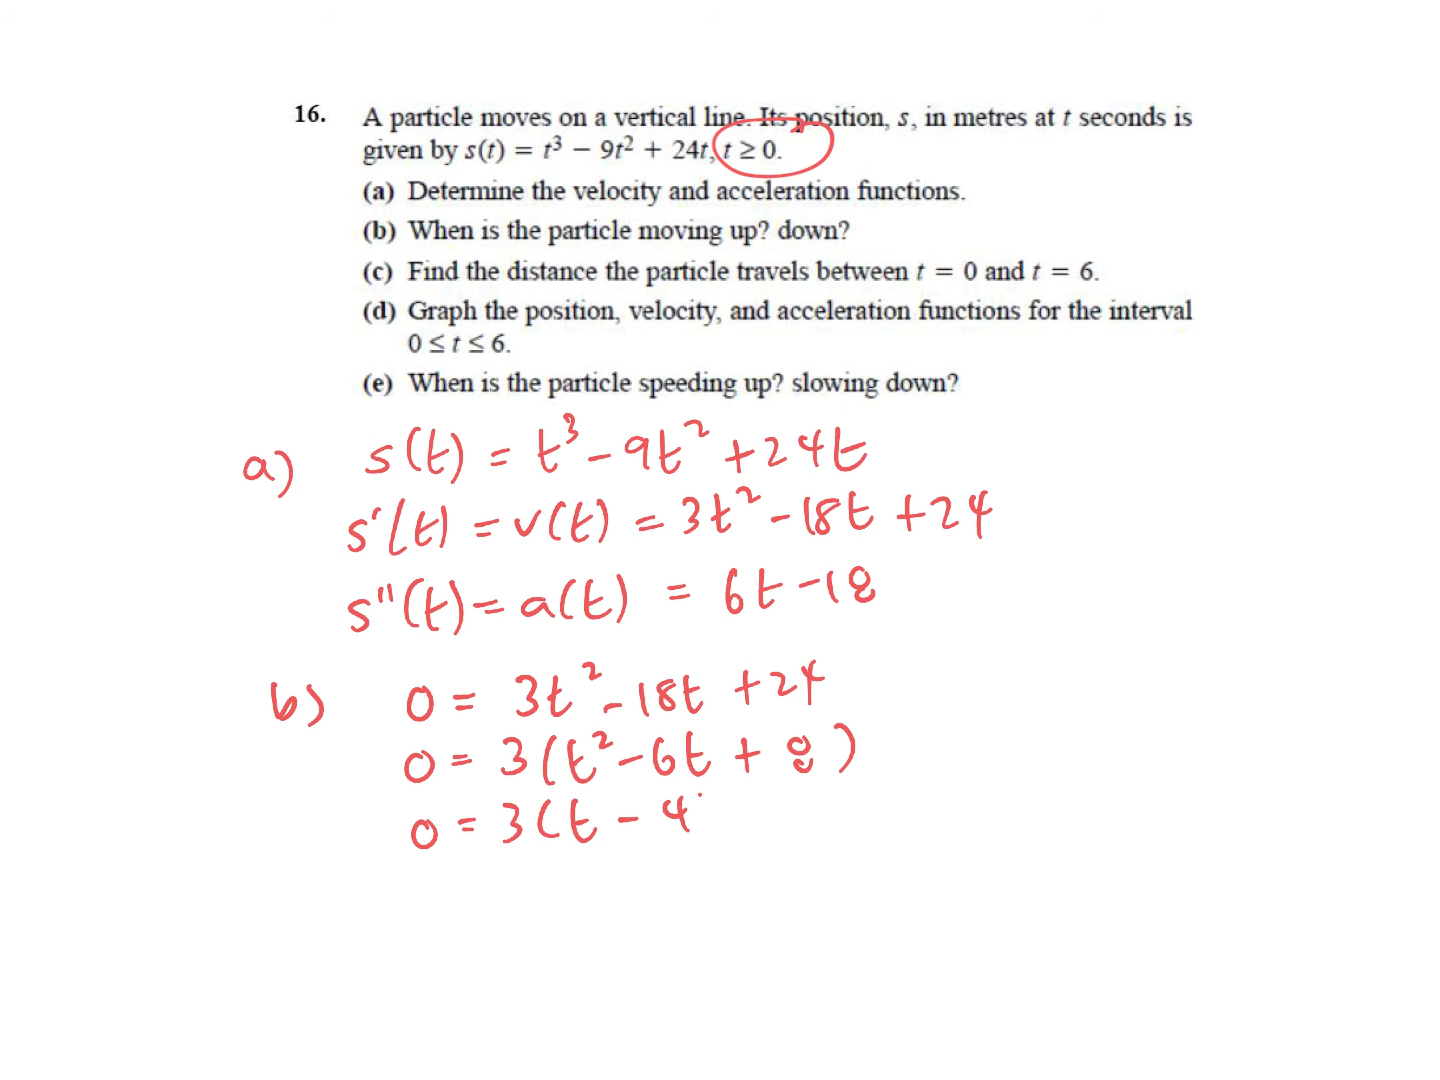 16. A particle moves on a vertical line. Its position, s, in metres at t seconds is
given by s(t) = t³ − 9t² + 24t, t ≥ 0.
(a) Determine the velocity and acceleration functions.
(b) When is the particle moving up? down?
(c) Find the distance the particle travels between t = 0 and t = 6.
(d) Graph the position, velocity, and acceleration functions for the interval
0 ≤ t ≤ 6.
(e) When is the particle speeding up? slowing down?
a) s(t) = t³ − 9t² + 24t
s'(t) = v(t) = 3t² − 18t + 24
s''(t) = a(t) = 6t − 18
b) 0 = 3t² − 18t + 24
0 = 3(t² − 6t + 8)
0 = 3(t − 4